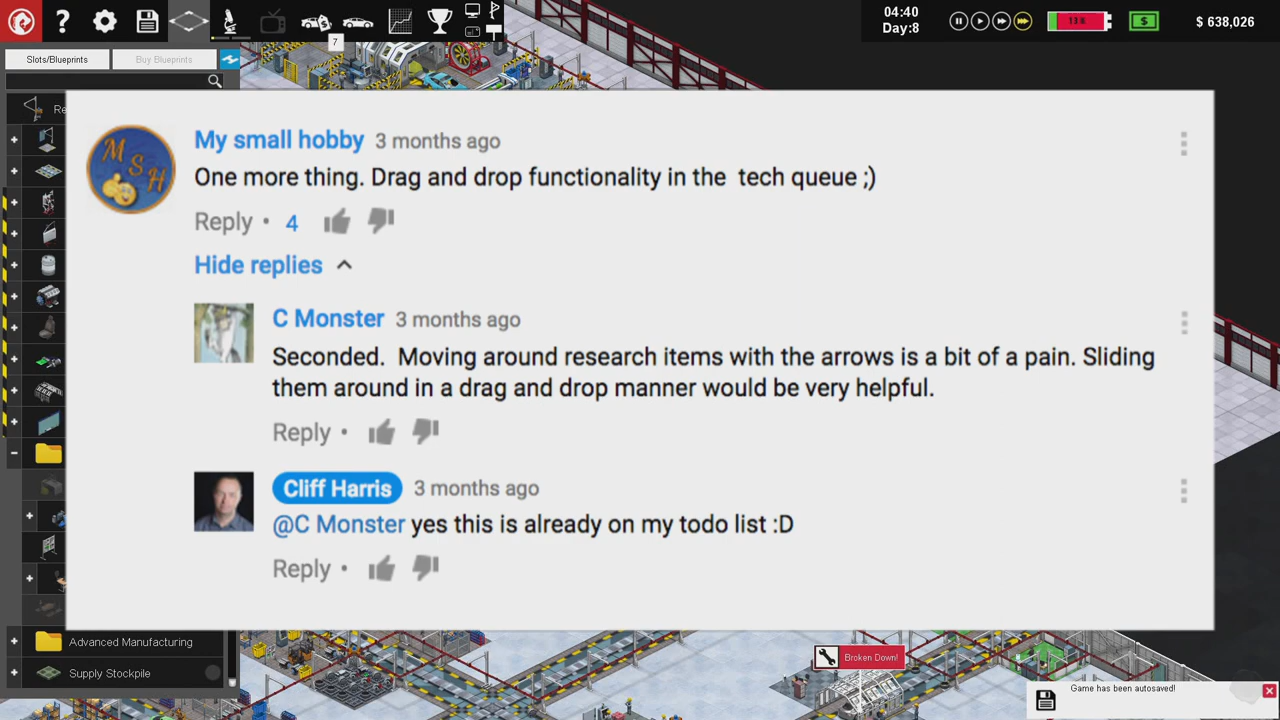 04:40
Day:8
13%
$
$ 638,026
7
Slots/Blueprints
Buy Blueprints
Re
MSH
My small hobby 3 months ago
One more thing. Drag and drop functionality in the tech queue ;)
Reply • 4
Hide replies
C Monster 3 months ago
Seconded. Moving around research items with the arrows is a bit of a pain. Sliding
them around in a drag and drop manner would be very helpful.
Reply •
Cliff Harris 3 months ago
@C Monster yes this is already on my todo list :D
Reply •
Advanced Manufacturing
Supply Stockpile
Broken Down!
Game has been autosaved!